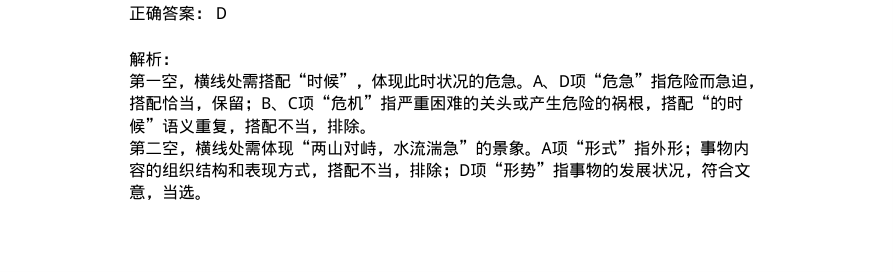 正确答案： D
解析：
第一空，横线处需搭配“时候”，体现此时状况的危急。A、D项“危急”指危险而急迫，
搭配恰当，保留；B、C项“危机”指严重困难的关头或产生危险的祸根，搭配“的时
候”语义重复，搭配不当，排除。
第二空，横线处需体现“两山对峙，水流湍急”的景象。A项“形式”指外形；事物内
容的组织结构和表现方式，搭配不当，排除；D项“形势”指事物的发展状况，符合文
意，当选。